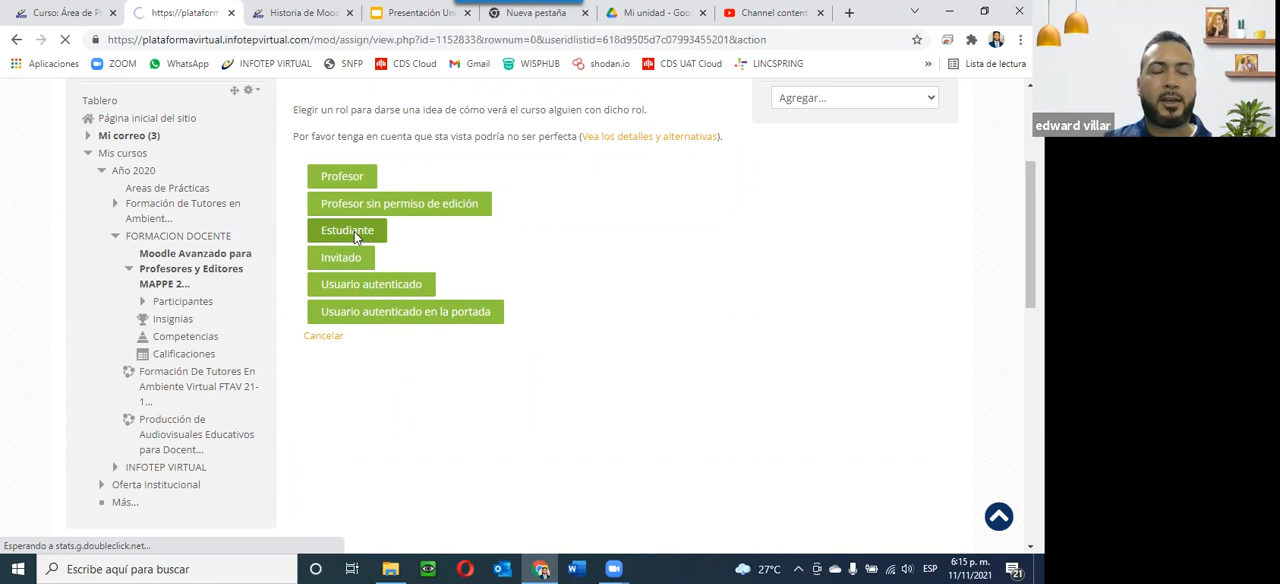 Curso: Área de Pr
https://platafor
Historia de Mood
Presentación Uni
Nueva pestaña
Mi unidad - Goo
Channel content
https://plataformavirtual.infotepvirtual.com/mod/assign/view.php?id=1152833&rownum=0&useridlistid=618d9505d7c07993455201&action
Aplicaciones
ZOOM
WhatsApp
INFOTEP VIRTUAL
SNFP
CDS Cloud
Gmail
WISPHUB
shodan.io
CDS UAT Cloud
LINCSPRING
»
Lista de lectura
edward villar
Tablero
Página inicial del sitio
Mi correo (3)
Mis cursos
Año 2020
Areas de Prácticas
Formación de Tutores en
Ambient...
FORMACION DOCENTE
Moodle Avanzado para
Profesores y Editores
MAPPE 2...
Participantes
Insignias
Competencias
Calificaciones
Formación De Tutores En
Ambiente Virtual FTAV 21-
1...
Producción de
Audiovisuales Educativos
para Docent...
INFOTEP VIRTUAL
Oferta Institucional
Más...
Elegir un rol para darse una idea de cómo verá el curso alguien con dicho rol.
Por favor tenga en cuenta que sta vista podría no ser perfecta (Vea los detalles y alternativas).
Profesor
Profesor sin permiso de edición
Estudiante
Invitado
Usuario autenticado
Usuario autenticado en la portada
Cancelar
Agregar...
Esperando a stats.g.doubleclick.net...
Escribe aquí para buscar
27°C
ESP
6:15 p. m.
11/11/2021
21